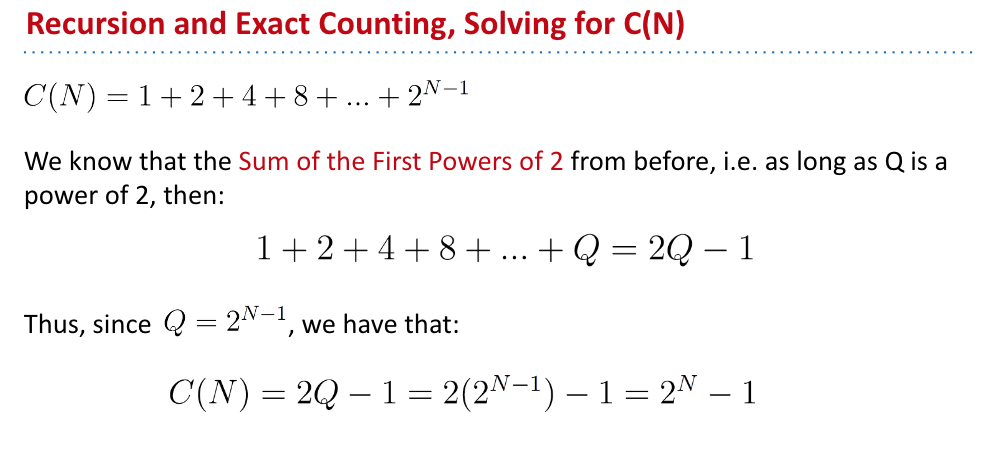 Recursion and Exact Counting, Solving for C(N)
C(N) = 1 + 2 + 4 + 8 + ... + 2^{N−1}
We know that the Sum of the First Powers of 2 from before, i.e. as long as Q is a
power of 2, then:
1 + 2 + 4 + 8 + ... + Q = 2Q − 1
Thus, since Q = 2^{N−1}, we have that:
C(N) = 2Q − 1 = 2(2^{N−1}) − 1 = 2^N − 1